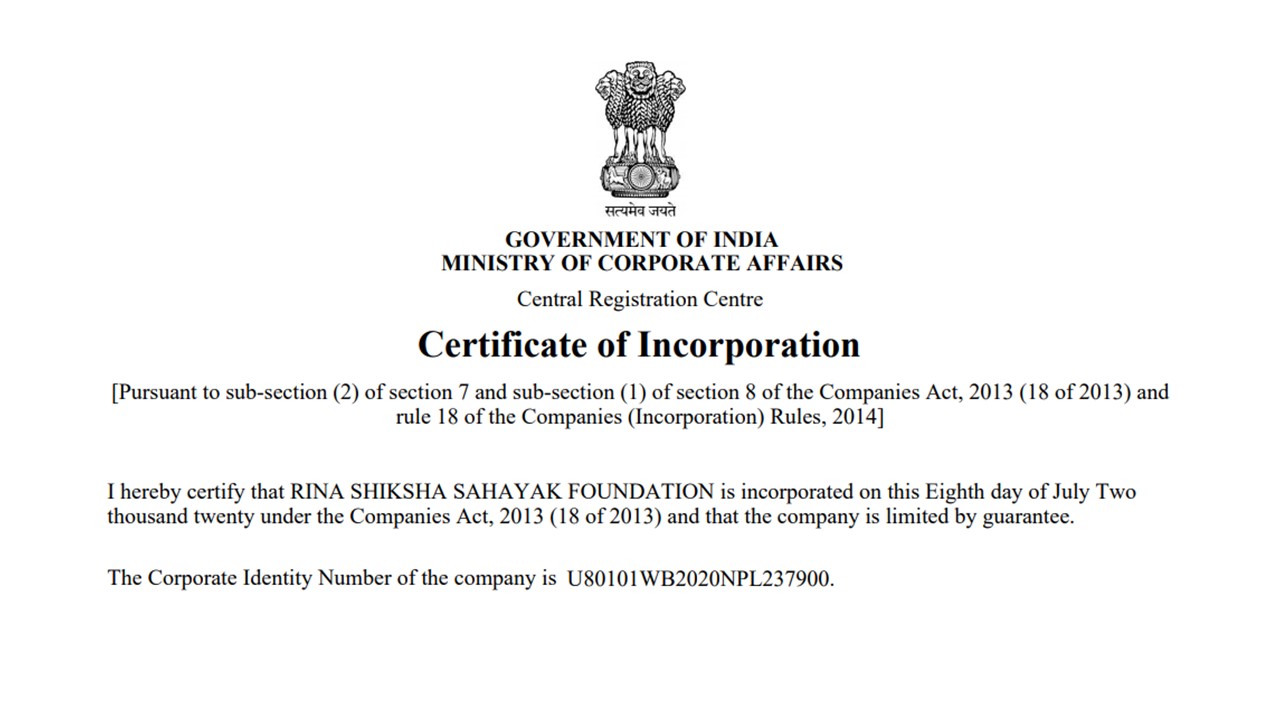 सत्यमेव जयते
GOVERNMENT OF INDIA
MINISTRY OF CORPORATE AFFAIRS
Central Registration Centre
Certificate of Incorporation
[Pursuant to sub-section (2) of section 7 and sub-section (1) of section 8 of the Companies Act, 2013 (18 of 2013) and
rule 18 of the Companies (Incorporation) Rules, 2014]
I hereby certify that RINA SHIKSHA SAHAYAK FOUNDATION is incorporated on this Eighth day of July Two
thousand twenty under the Companies Act, 2013 (18 of 2013) and that the company is limited by guarantee.
The Corporate Identity Number of the company is U80101WB2020NPL237900.